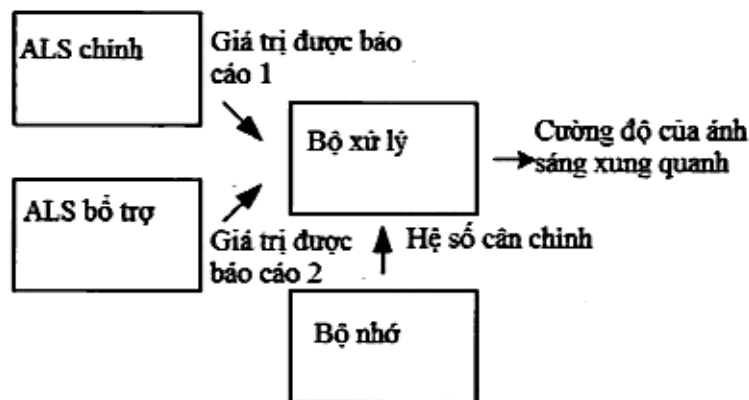 ALS chính
Giá trị được báo
cáo 1
Bộ xử lý
Cường độ của ánh
sáng xung quanh
ALS bổ trợ
Giá trị được
báo cáo 2
Hệ số cân chỉnh
Bộ nhớ